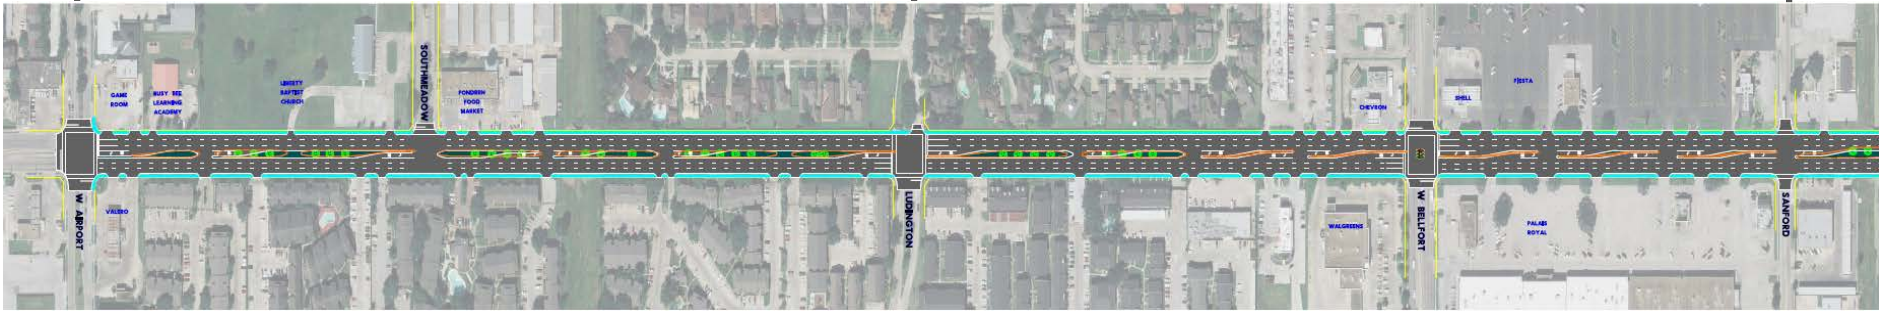 SOUTHMEADOW
GAME
ROOM
BUSY BEE
LEARNING
ACADEMY
LIBERTY
BAPTIST
CHURCH
FONDREN
FOOD
MARKET
CHEVRON
SHELL
FIESTA
W AIRPORT
VALERO
LUDINGTON
WALGREENS
W BELLFORT
PALAIS
ROYAL
SANFORD